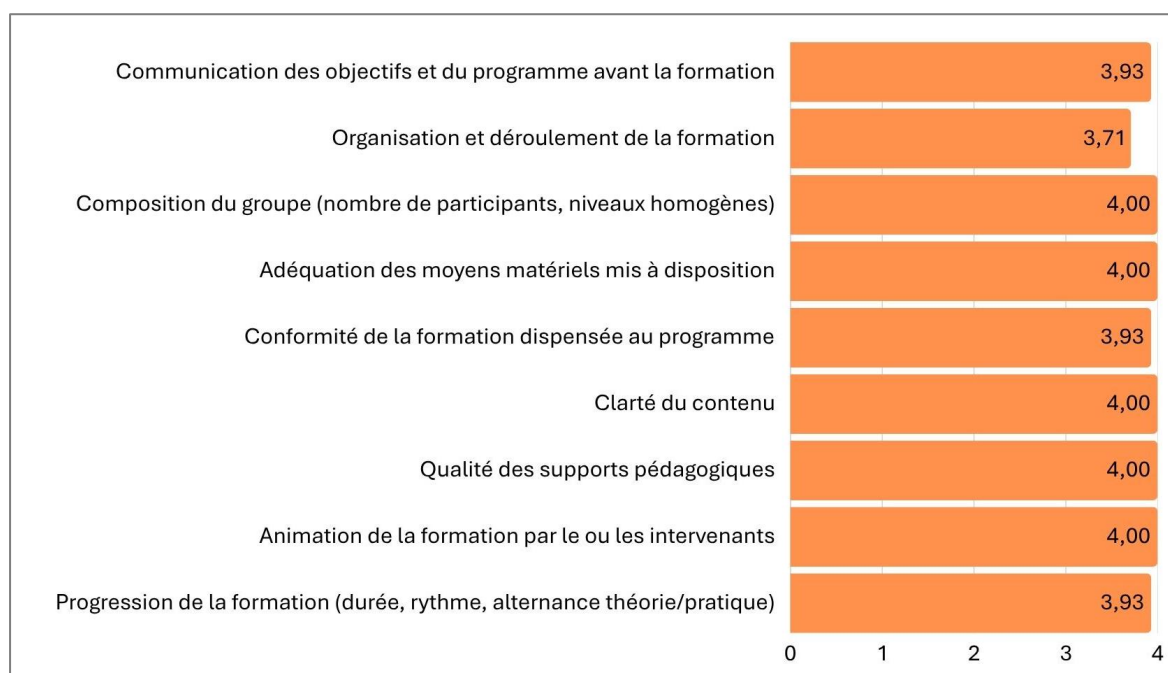 Communication des objectifs et du programme avant la formation 3,93
Organisation et déroulement de la formation 3,71
Composition du groupe (nombre de participants, niveaux homogènes) 4,00
Adéquation des moyens matériels mis à disposition 4,00
Conformité de la formation dispensée au programme 3,93
Clarté du contenu 4,00
Qualité des supports pédagogiques 4,00
Animation de la formation par le ou les intervenants 4,00
Progression de la formation (durée, rythme, alternance théorie/pratique) 3,93
0 1 2 3 4